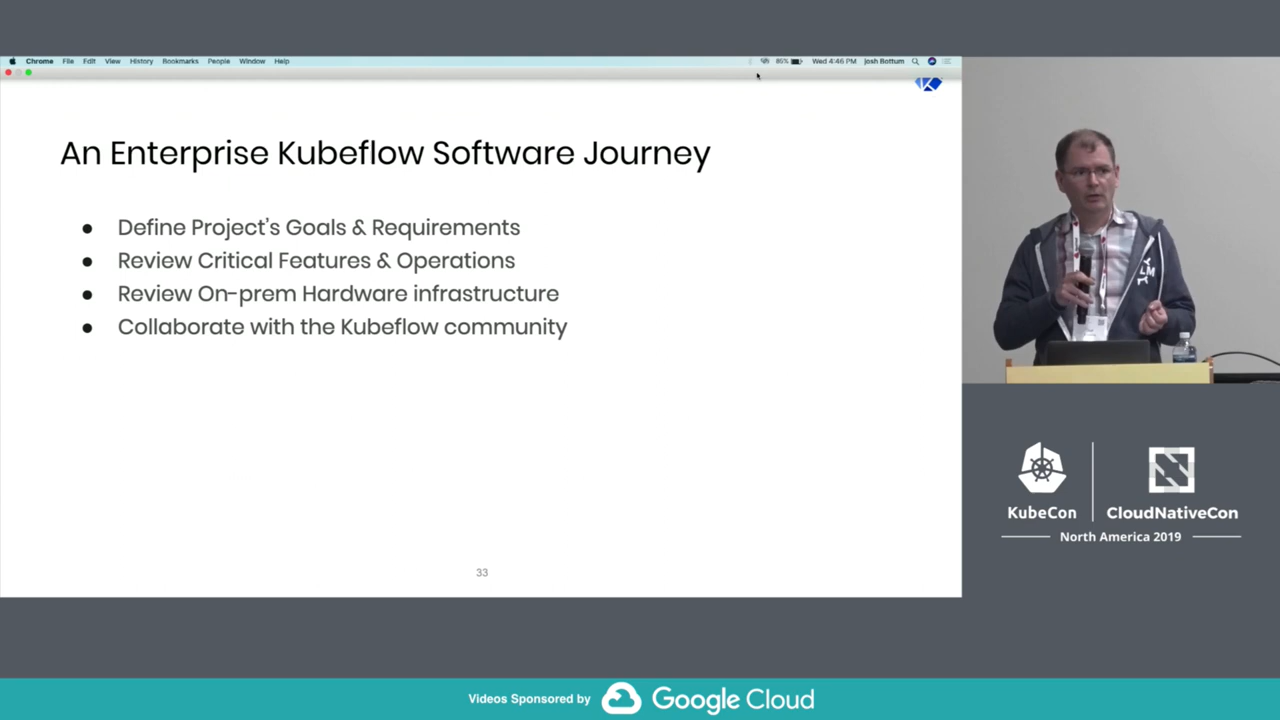 Chrome File Edit View History Bookmarks People Window Help
85% Wed 4:46 PM Josh Bottum
An Enterprise Kubeflow Software Journey
● Define Project's Goals & Requirements
● Review Critical Features & Operations
● Review On-prem Hardware infrastructure
● Collaborate with the Kubeflow community
33
KubeCon
CloudNativeCon
North America 2019
Videos Sponsored by
Google Cloud